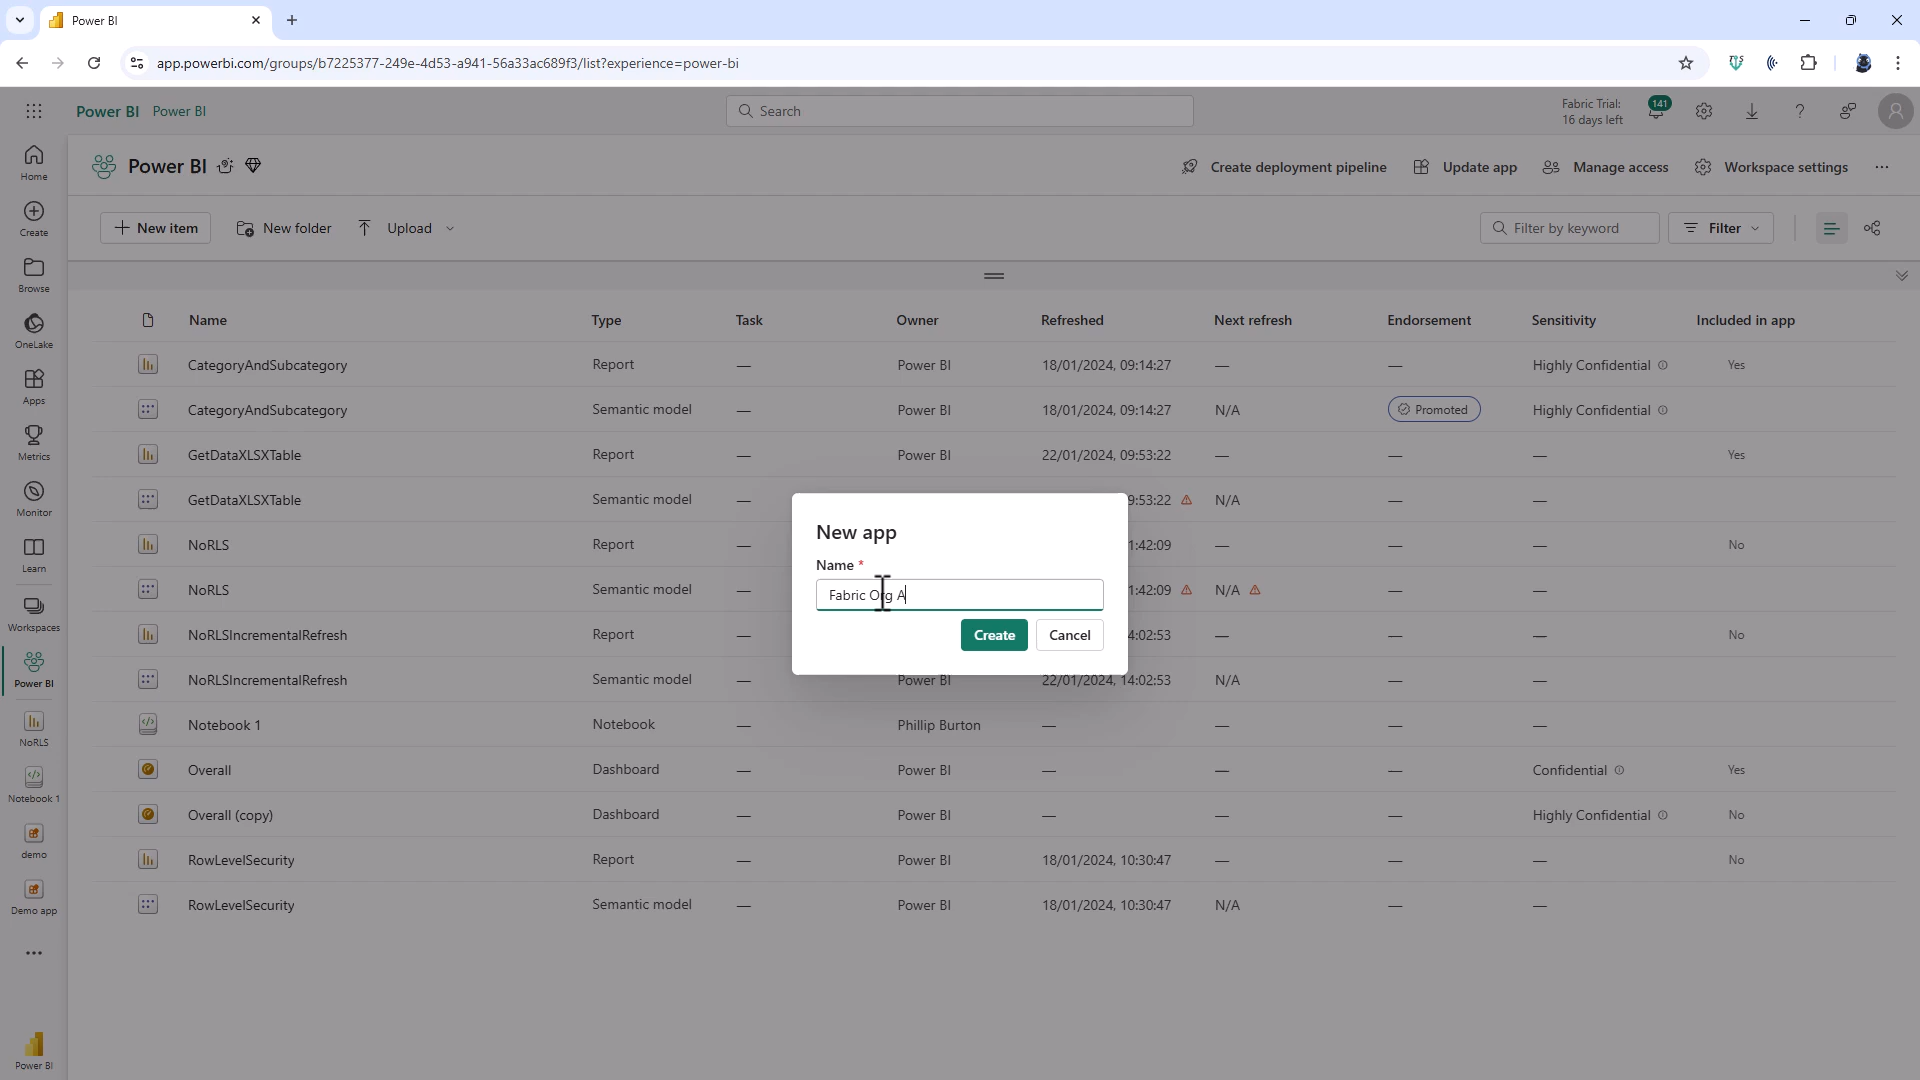 Power BI
app.powerbi.com/groups/b7225377-249e-4d53-a941-56a33ac689f3/list?experience=power-bi
Power BI Power BI
Search
Fabric Trial:
16 days left
141
Home
Create
Browse
OneLake
Apps
Metrics
Monitor
Learn
Workspaces
Power BI
NoRLS
Notebook 1
demo
Demo app
Power BI
Power BI
Create deployment pipeline Update app Manage access Workspace settings
New item New folder Upload Filter by keyword Filter
Name Type Task Owner Refreshed Next refresh Endorsement Sensitivity Included in app
CategoryAndSubcategory Report — Power BI 18/01/2024, 09:14:27 — — Highly Confidential Yes
CategoryAndSubcategory Semantic model — Power BI 18/01/2024, 09:14:27 N/A Promoted Highly Confidential
GetDataXLSXTable Report — Power BI 22/01/2024, 09:53:22 — — — Yes
GetDataXLSXTable Semantic model — 9:53:22 N/A — —
NoRLS Report — 1:42:09 — — — No
NoRLS Semantic model — 1:42:09 N/A — —
NoRLSIncrementalRefresh Report — 4:02:53 — — — No
NoRLSIncrementalRefresh Semantic model — Power BI 22/01/2024, 14:02:53 N/A — —
Notebook 1 Notebook — Phillip Burton — — — —
Overall Dashboard — Power BI — — — Confidential Yes
Overall (copy) Dashboard — Power BI — — — Highly Confidential No
RowLevelSecurity Report — Power BI 18/01/2024, 10:30:47 — — — No
RowLevelSecurity Semantic model — Power BI 18/01/2024, 10:30:47 N/A — —
New app
Name *
Fabric Org A
Create Cancel